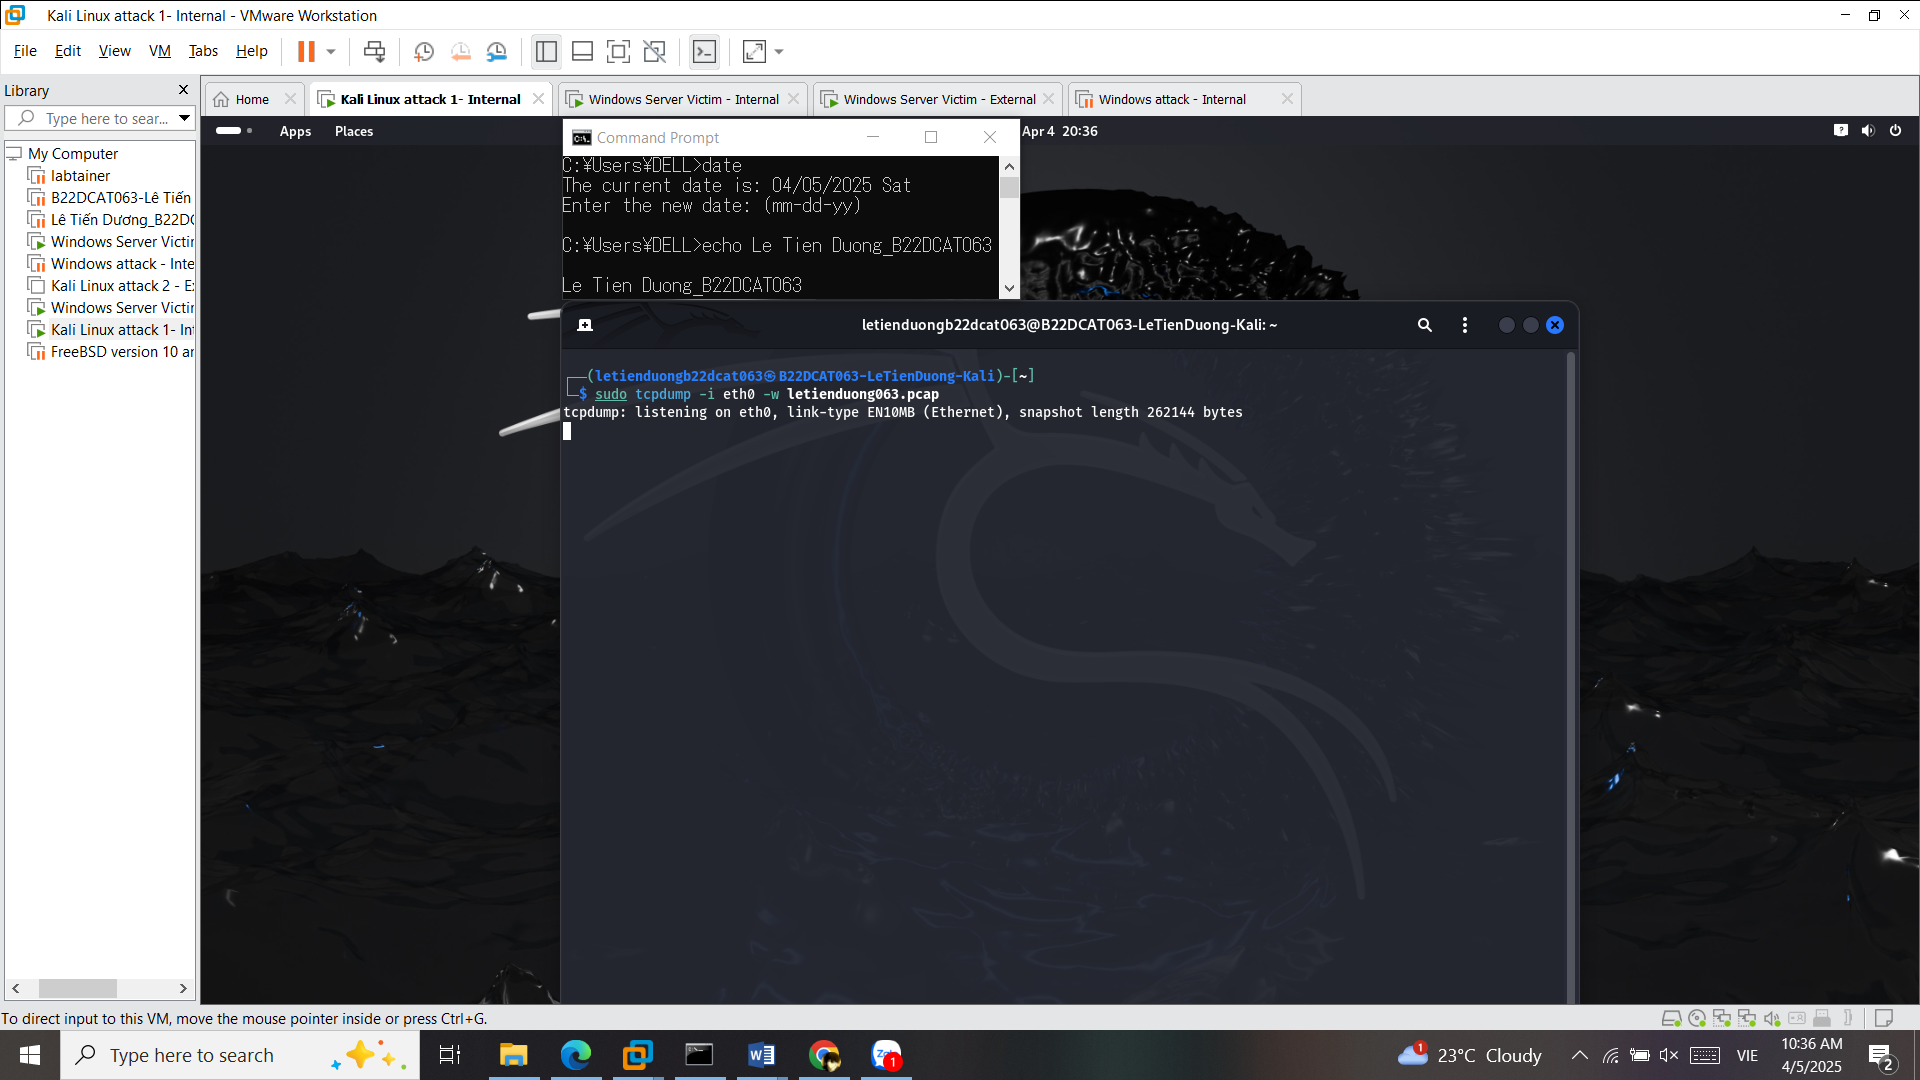 Kali Linux attack 1- Internal - VMware Workstation
File Edit View VM Tabs Help
Library
Type here to sear...
My Computer
labtainer
B22DCAT063-Lê Tiến
Lê Tiến Dương_B22DC
Windows Server Victir
Windows attack - Inte
Kali Linux attack 2 - E
Windows Server Victir
Kali Linux attack 1- Int
FreeBSD version 10 ar
Home
Kali Linux attack 1- Internal
Windows Server Victim - Internal
Windows Server Victim - External
Windows attack - Internal
Apps Places
Apr 4 20:36
Command Prompt
C:¥Users¥DELL>date
The current date is: 04/05/2025 Sat
Enter the new date: (mm-dd-yy)
C:¥Users¥DELL>echo Le Tien Duong_B22DCAT063
Le Tien Duong_B22DCAT063
letienduongb22dcat063@B22DCAT063-LeTienDuong-Kali: ~
┌──(letienduongb22dcat063㉿B22DCAT063-LeTienDuong-Kali)-[~]
└─$ sudo tcpdump -i eth0 -w letienduong063.pcap
tcpdump: listening on eth0, link-type EN10MB (Ethernet), snapshot length 262144 bytes
To direct input to this VM, move the mouse pointer inside or press Ctrl+G.
Type here to search
Zalo
1
1
23°C Cloudy
VIE
10:36 AM
4/5/2025
2